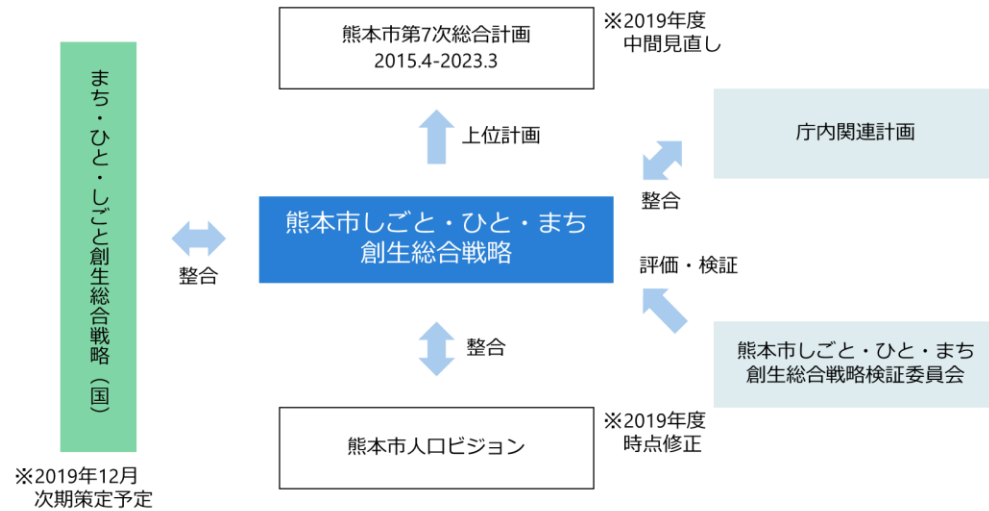 熊本市第7次総合計画
2015.4-2023.3
※2019年度
中間見直し
まち・ひと・しごと創生総合戦略（国）
※2019年12月
次期策定予定
上位計画
庁内関連計画
整合
熊本市しごと・ひと・まち
創生総合戦略
整合
評価・検証
整合
熊本市しごと・ひと・まち
創生総合戦略検証委員会
熊本市人口ビジョン
※2019年度
時点修正